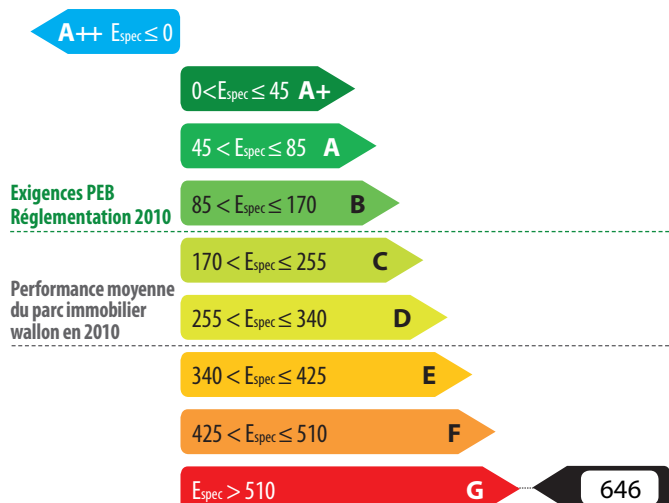 A++ Espec ≤ 0
0<Espec ≤ 45 A+
45 < Espec ≤ 85 A
Exigences PEB
Réglementation 2010
85 < Espec ≤ 170 B
170 < Espec ≤ 255 C
Performance moyenne
du parc immobilier
wallon en 2010
255 < Espec ≤ 340 D
340 < Espec ≤ 425 E
425 < Espec ≤ 510 F
Espec > 510 G 646